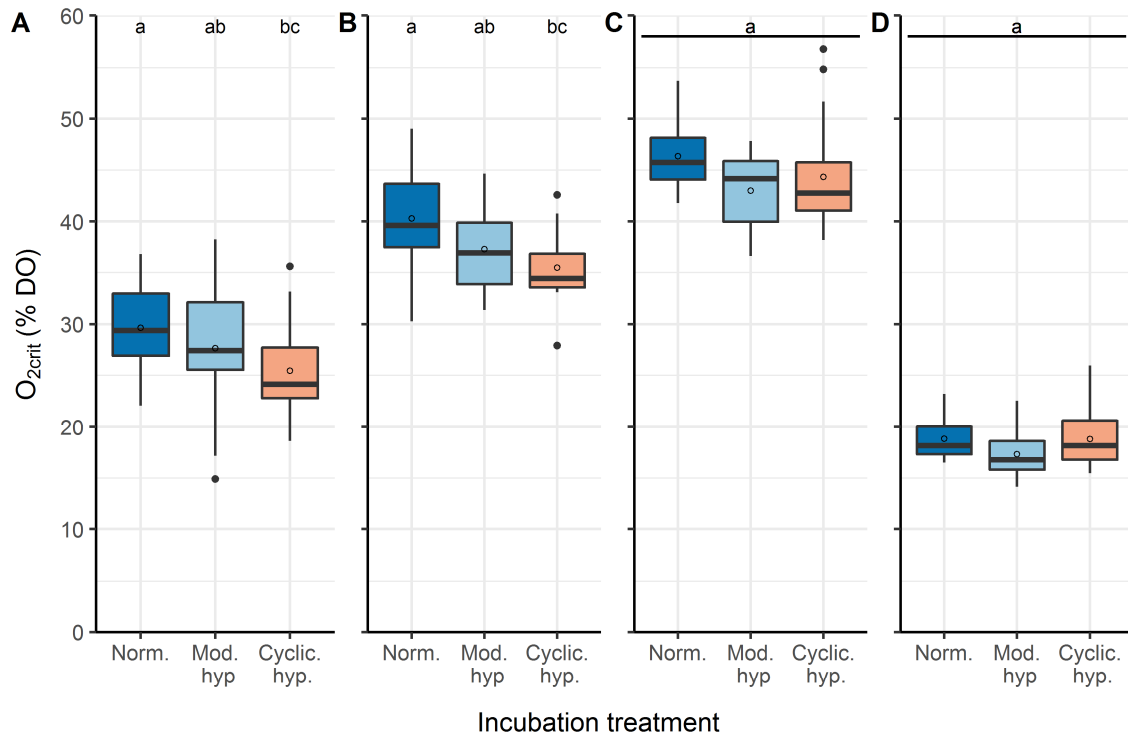 A a ab bc B a ab bc C a D a
60
50
40
30
20
10
0
O2crit (% DO)
Norm. Mod. hyp Cyclic. hyp. Norm. Mod. hyp Cyclic. hyp. Norm. Mod. hyp Cyclic. hyp. Norm. Mod. hyp Cyclic. hyp.
Incubation treatment